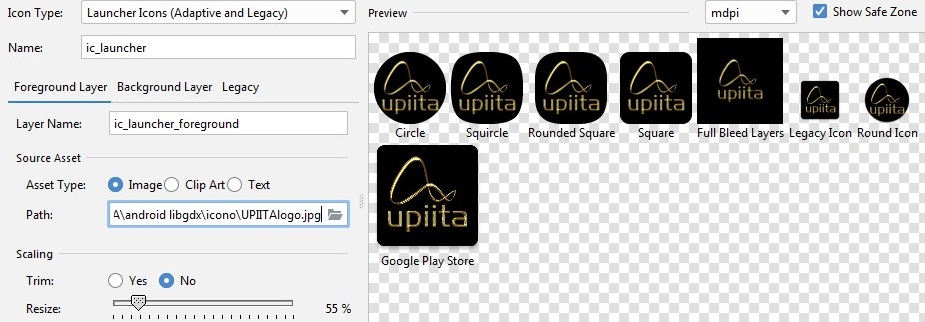 Icon Type: Launcher Icons (Adaptive and Legacy)
Preview
mdpi
Show Safe Zone
Name: ic_launcher
Foreground Layer Background Layer Legacy
Layer Name: ic_launcher_foreground
Source Asset
Asset Type: Image Clip Art Text
Path: A\android libgdx\icono\UPIITAlogo.jpg
Scaling
Trim: Yes No
Resize: 55 %
upiita upiita upiita upiita upiita upiita upiita
Circle Squircle Rounded Square Square Full Bleed Layers Legacy Icon Round Icon
upiita
Google Play Store